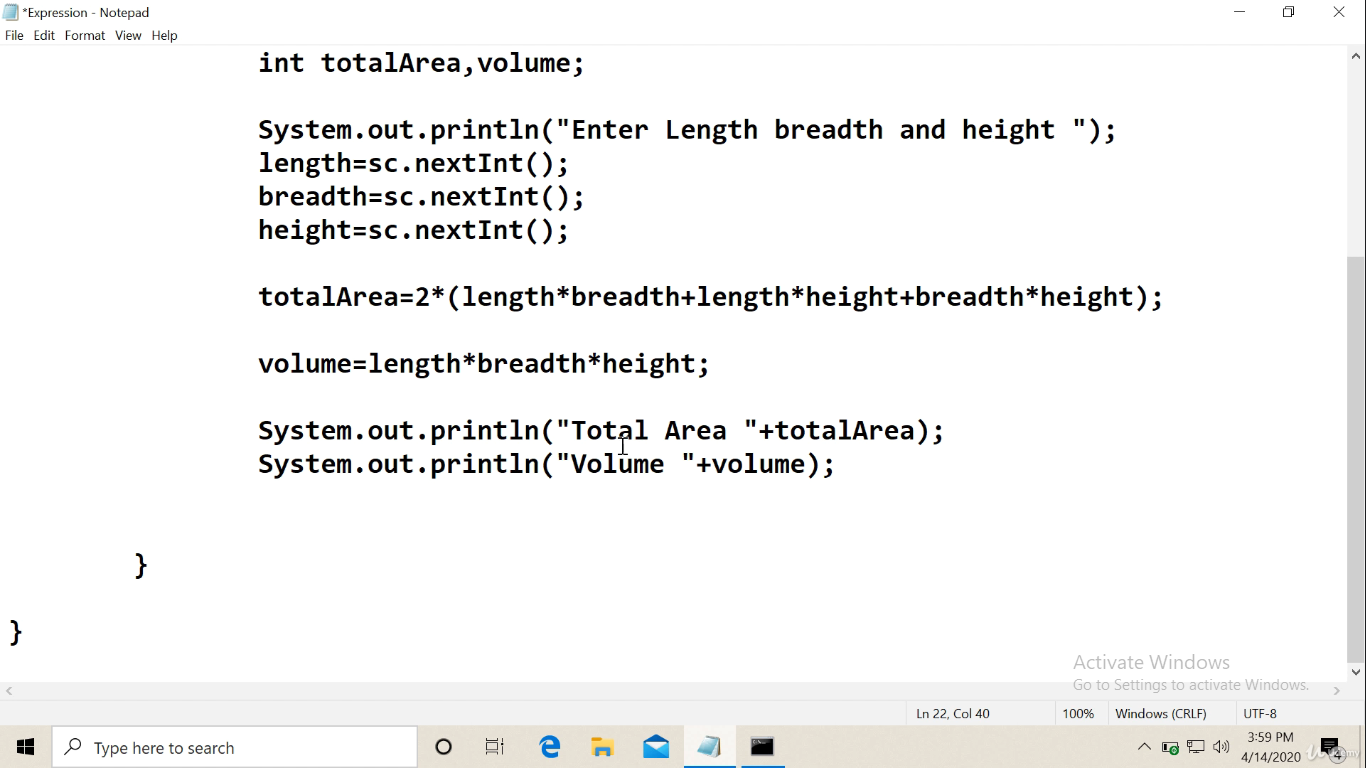 *Expression - Notepad
File Edit Format View Help
int totalArea,volume;
System.out.println("Enter Length breadth and height ");
length=sc.nextInt();
breadth=sc.nextInt();
height=sc.nextInt();
totalArea=2*(length*breadth+length*height+breadth*height);
volume=length*breadth*height;
System.out.println("Total Area "+totalArea);
System.out.println("Volume "+volume);
}
}
Activate Windows
Go to Settings to activate Windows.
Ln 22, Col 40 100% Windows (CRLF) UTF-8
Type here to search
3:59 PM
4/14/2020
4